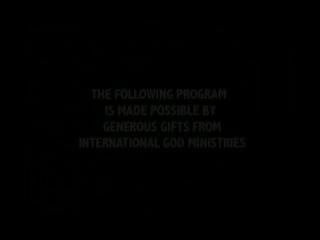 THE FOLLOWING PROGRAM
IS MADE POSSIBLE BY
GENEROUS GIFTS FROM
INTERNATIONAL GOD MINISTRIES